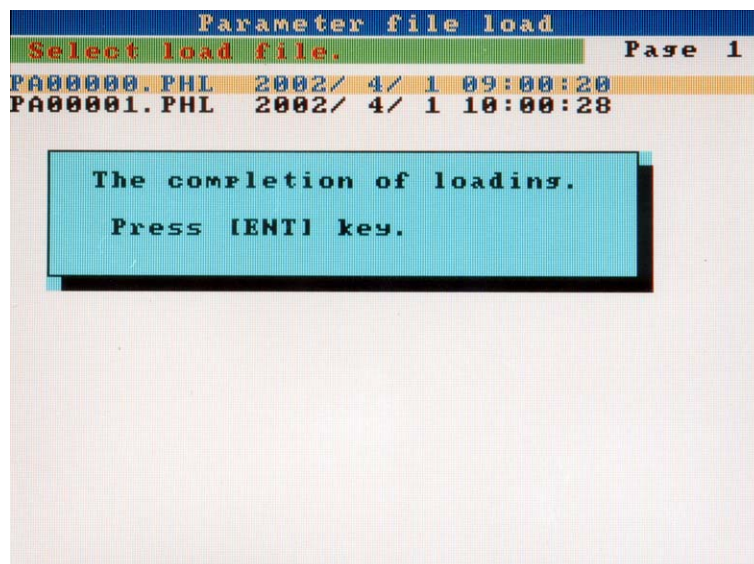 Parameter file load
Select load file. Page 1
PA00000.PHL 2002/ 4/ 1 09:00:20
PA00001.PHL 2002/ 4/ 1 10:00:28
The completion of loading.
Press [ENT] key.